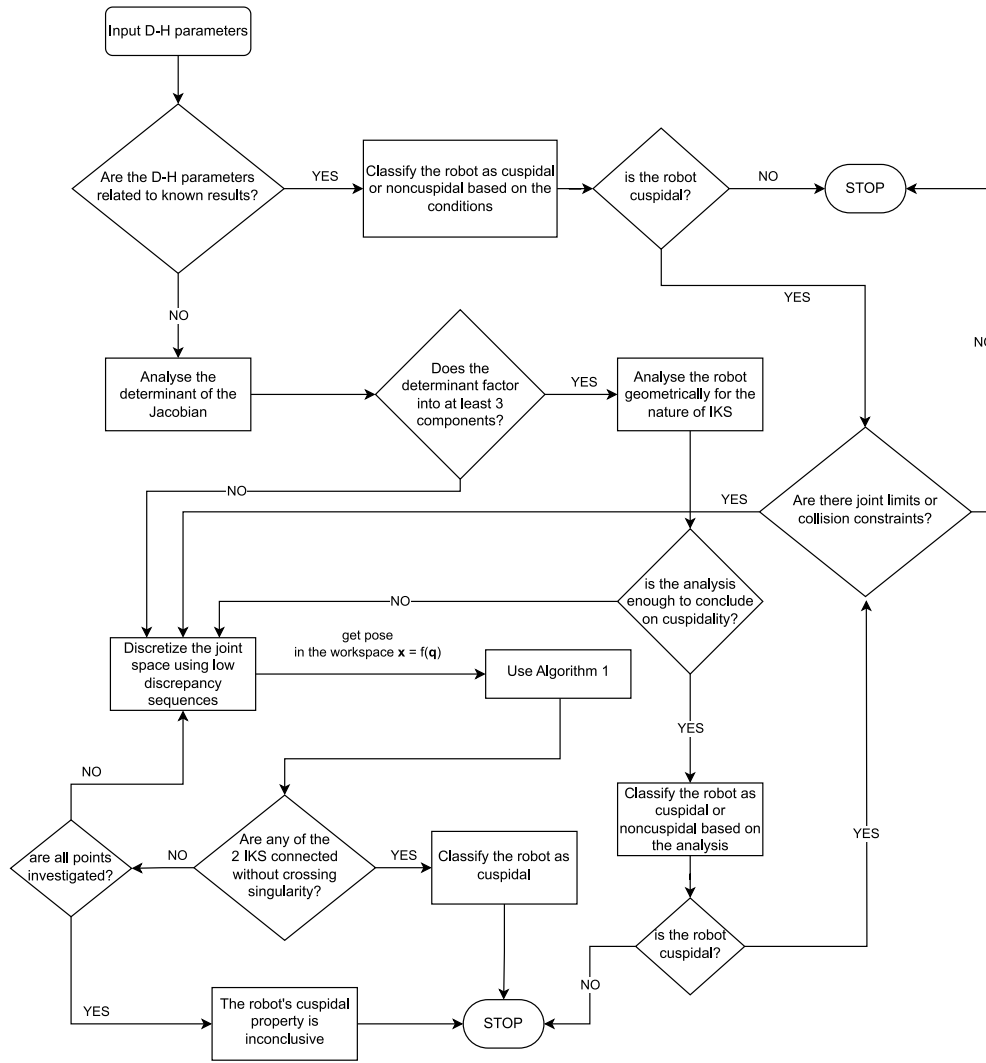 Input D-H parameters
Are the D-H parameters
related to known results?
YES
Classify the robot as cuspidal
or noncuspidal based on the
conditions
is the robot
cuspidal?
NO
STOP
YES
NO
NO
Analyse the
determinant of the
Jacobian
Does the
determinant factor
into at least 3
components?
YES
Analyse the robot
geometrically for the
nature of IKS
NO
YES
Are there joint limits or
collision constraints?
is the analysis
enough to conclude
on cuspidality?
NO
Discretize the joint
space using low
discrepancy
sequences
get pose
in the workspace x = f(q)
Use Algorithm 1
YES
NO
Classify the robot as
cuspidal or
noncuspidal based on
the analysis
YES
are all points
investigated?
NO
Are any of the
2 IKS connected
without crossing
singularity?
YES
Classify the robot as
cuspidal
is the robot
cuspidal?
NO
YES
The robot's cuspidal
property is
inconclusive
STOP